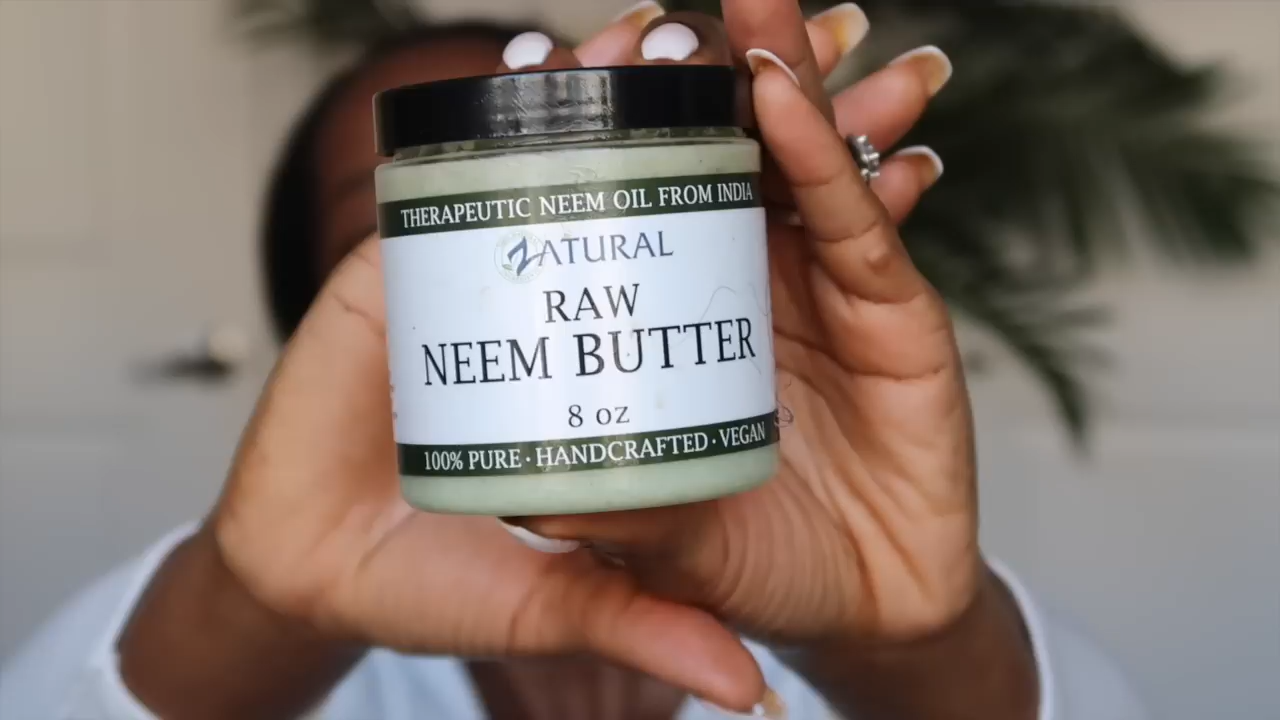 THERAPEUTIC NEEM OIL FROM INDIA
ZATURAL
RAW
NEEM BUTTER
8 oz
100% PURE · HANDCRAFTED · VEGAN